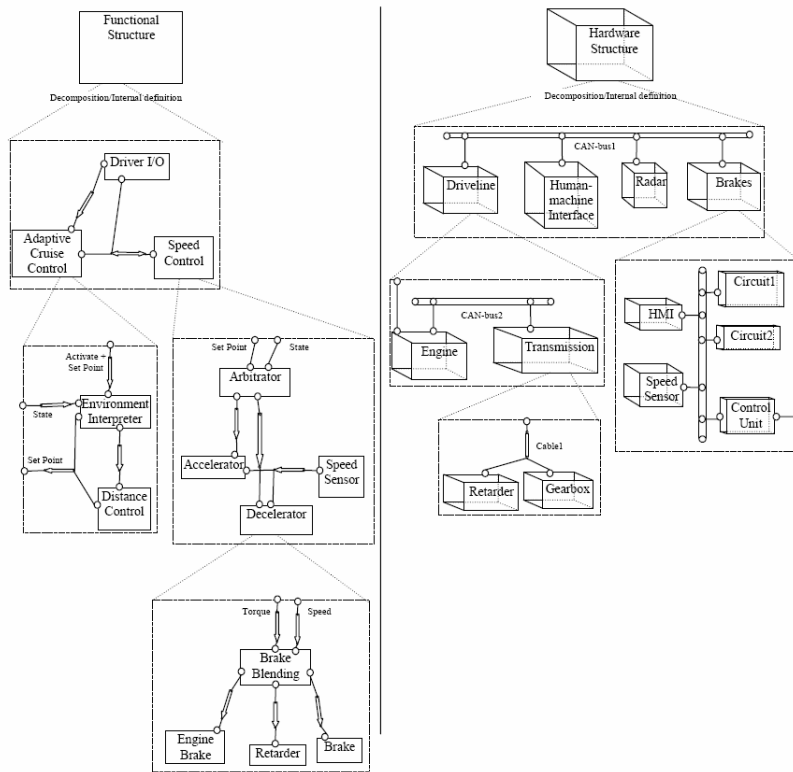 Functional
Structure
Decomposition/Internal definition
Driver I/O
Adaptive
Cruise
Control
Speed
Control
Activate +
Set Point
State
Environment
Interpreter
Set Point
Distance
Control
Set Point
State
Arbitrator
Accelerator
Speed
Sensor
Decelerator
Torque
Speed
Brake
Blending
Engine
Brake
Retarder
Brake
Hardware
Structure
Decomposition/Internal definition
CAN-bus1
Driveline
Human-
machine
Interface
Radar
Brakes
CAN-bus2
Engine
Transmission
Cable1
Retarder
Gearbox
Circuit1
HMI
Circuit2
Speed
Sensor
Control
Unit